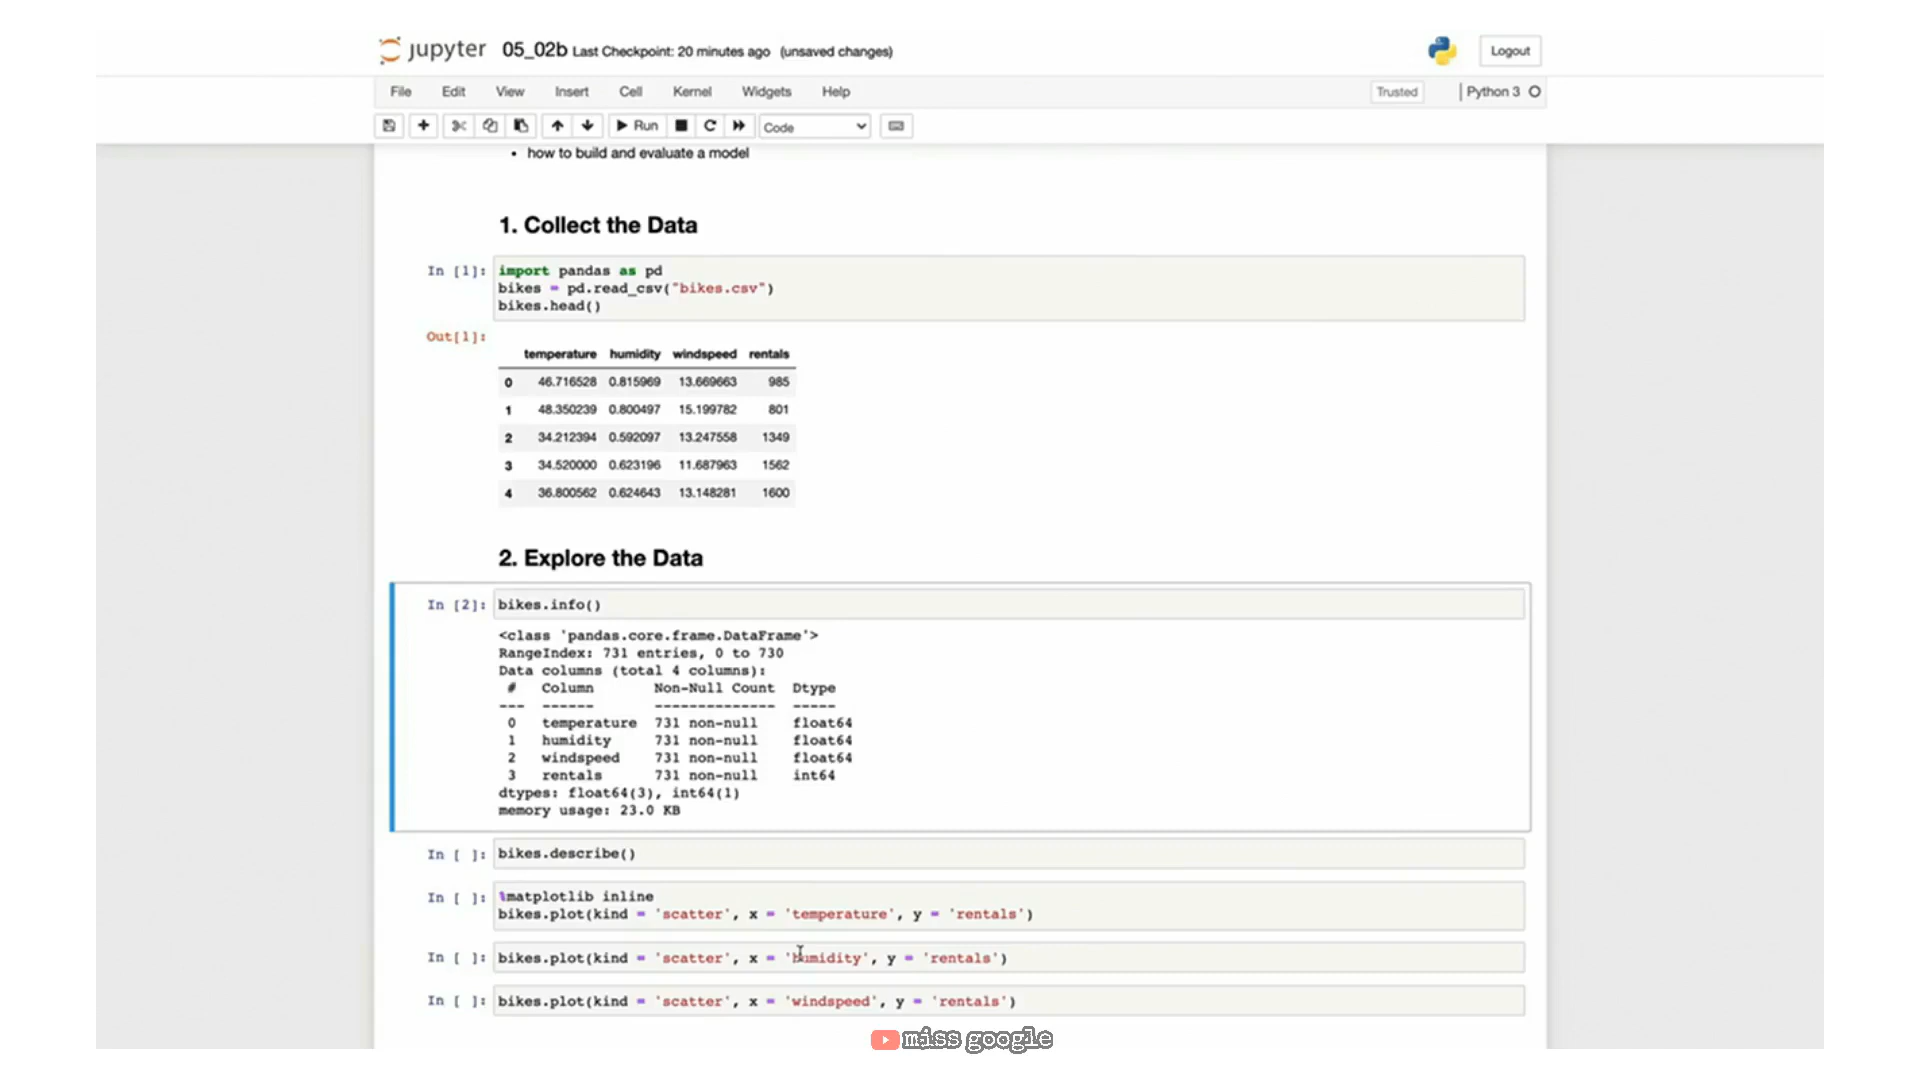 jupyter 05_02b Last Checkpoint: 20 minutes ago (unsaved changes)
Logout
File Edit View Insert Cell Kernel Widgets Help
Trusted
Python 3
Run
Code
• how to build and evaluate a model
1. Collect the Data
In [1]: import pandas as pd
bikes = pd.read_csv("bikes.csv")
bikes.head()
Out[1]:
temperature humidity windspeed rentals
0 46.716528 0.815969 13.669663 985
1 48.350239 0.800497 15.199782 801
2 34.212394 0.592097 13.247558 1349
3 34.520000 0.623196 11.687963 1562
4 36.800562 0.624643 13.148281 1600
2. Explore the Data
In [2]: bikes.info()
<class 'pandas.core.frame.DataFrame'>
RangeIndex: 731 entries, 0 to 730
Data columns (total 4 columns):
# Column Non-Null Count Dtype
--- ------ -------------- -----
0 temperature 731 non-null float64
1 humidity 731 non-null float64
2 windspeed 731 non-null float64
3 rentals 731 non-null int64
dtypes: float64(3), int64(1)
memory usage: 23.0 KB
In [ ]: bikes.describe()
In [ ]: %matplotlib inline
bikes.plot(kind = 'scatter', x = 'temperature', y = 'rentals')
In [ ]: bikes.plot(kind = 'scatter', x = 'humidity', y = 'rentals')
In [ ]: bikes.plot(kind = 'scatter', x = 'windspeed', y = 'rentals')
miss google